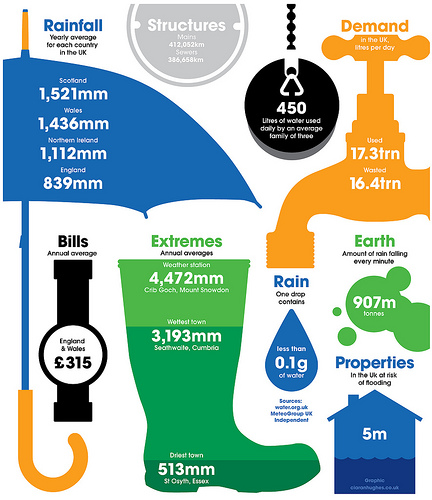 Rainfall
Yearly average
for each country
in the UK
Scotland
1,521mm
Wales
1,436mm
Northern Ireland
1,112mm
England
839mm
Structures
Mains
412,052km
Sewers
386,658km
450
Litres of water used
daily by an average
family of three
Demand
in the UK,
litres per day
Used
17.3trn
Wasted
16.4trn
Bills
Annual average
England
& Wales
£315
Extremes
Annual averages
Weather station
4,472mm
Crib Goch, Mount Snowdon
Wettest town
3,193mm
Seathwaite, Cumbria
Driest town
513mm
St Osyth, Essex
Rain
One drop
contains
less than
0.1g
of water
Sources:
water.org.uk
MeteoGroup UK
Independent
Earth
Amount of rain falling
every minute
907m
tonnes
Properties
In the UK at risk
of flooding
5m
Graphic
ciaranhughes.co.uk